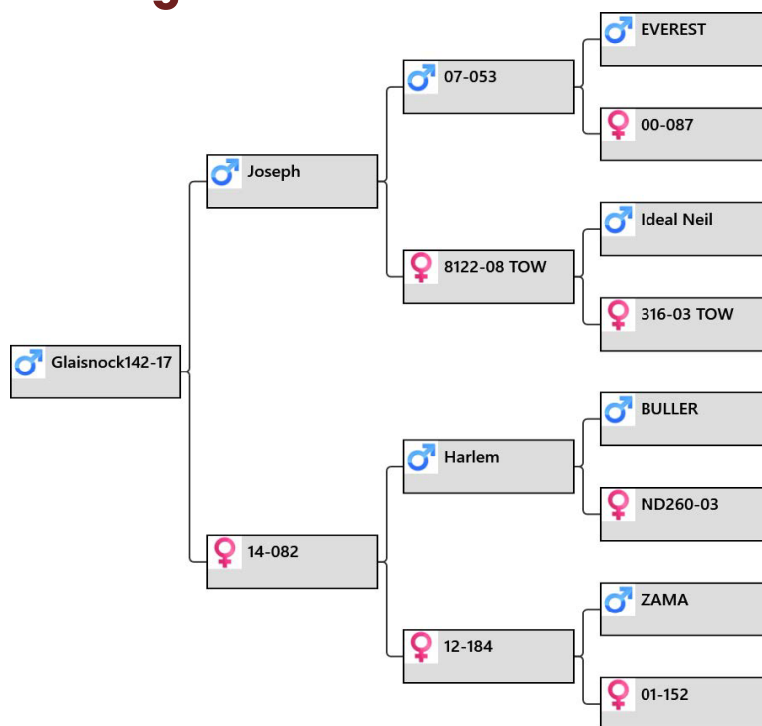 EVEREST
07-053
00-087
Joseph
Ideal Neil
8122-08 TOW
316-03 TOW
Glaisnock142-17
BULLER
Harlem
ND260-03
14-082
ZAMA
12-184
01-152